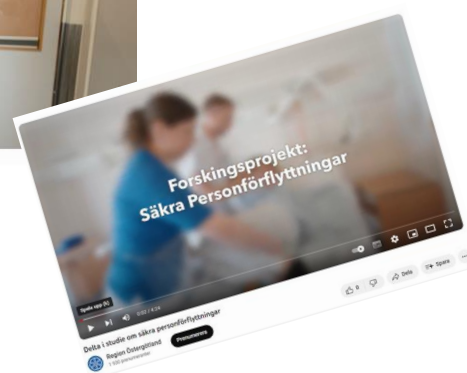 Forskingsprojekt:
Säkra Personförflyttningar
Spela upp (k)
0:02 / 4:24
Delta i studie om säkra personförflyttningar
Region Östergötland
Prenumerera
0
Dela
Spara